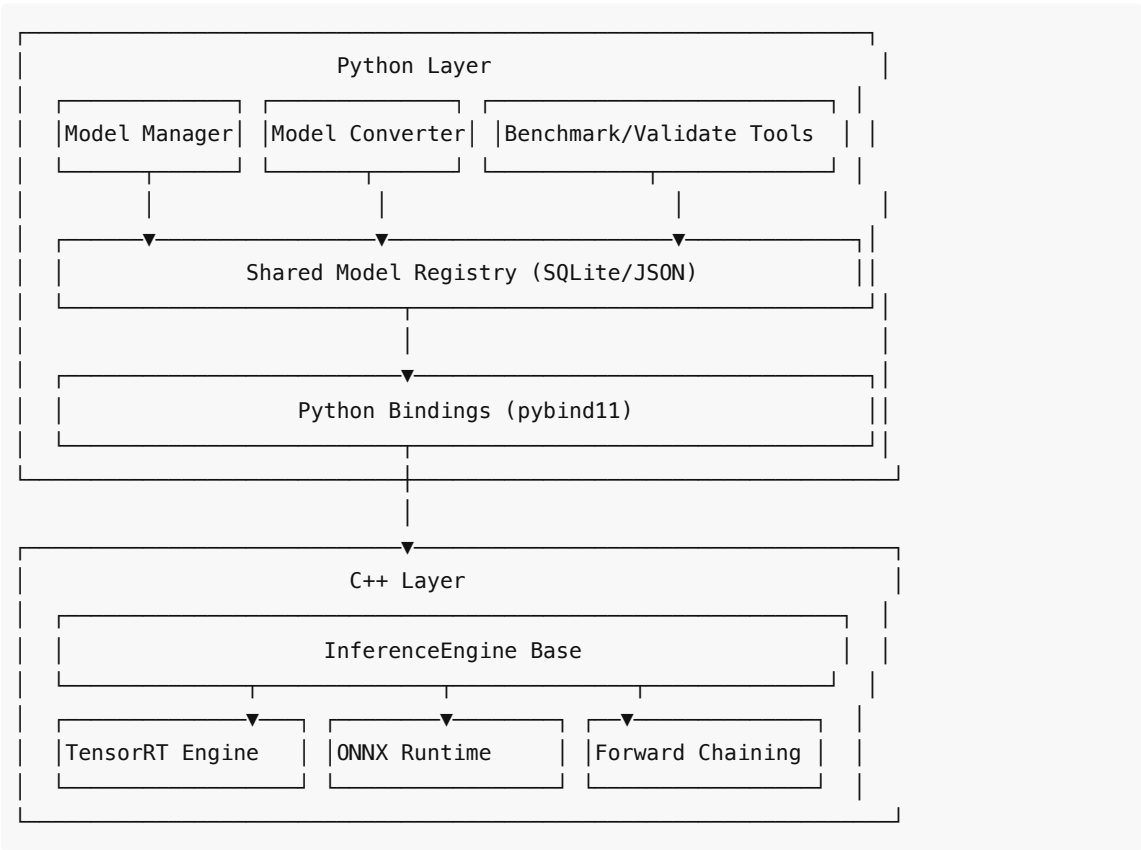 Python Layer
Model Manager Model Converter Benchmark/Validate Tools
Shared Model Registry (SQLite/JSON)
Python Bindings (pybind11)
C++ Layer
InferenceEngine Base
TensorRT Engine ONNX Runtime Forward Chaining